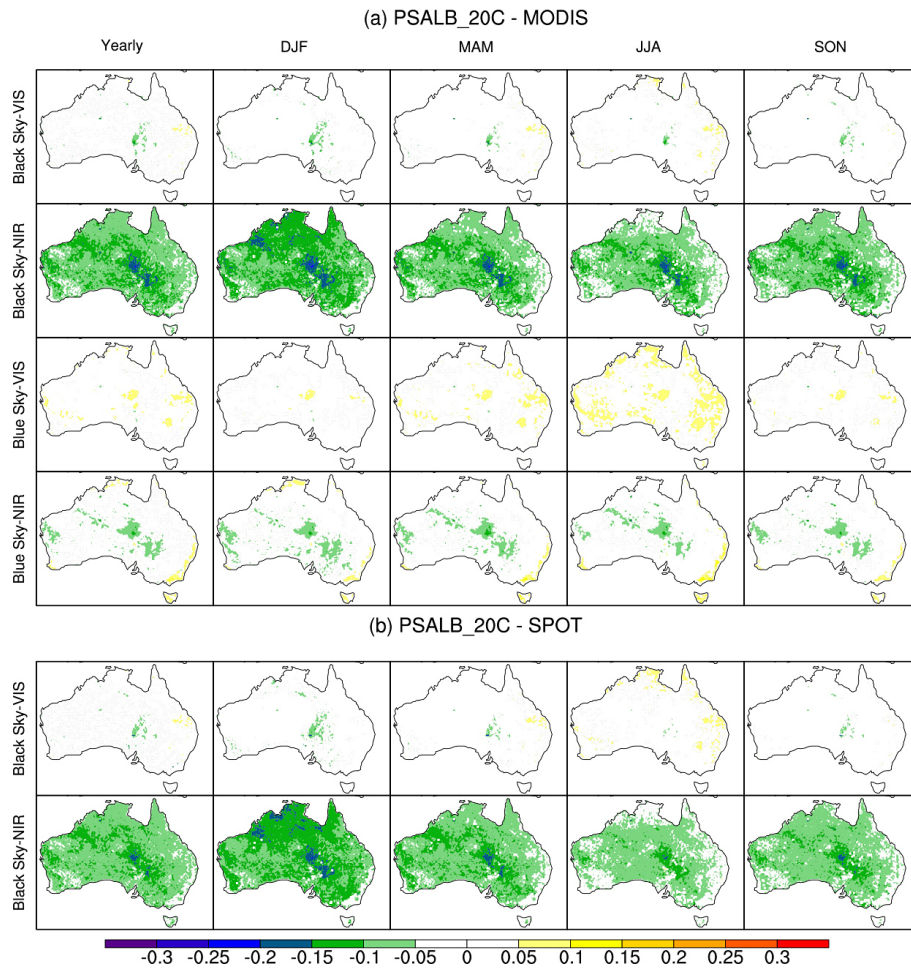 (a) PSALB_20C - MODIS
Yearly DJF MAM JJA SON
Black Sky-VIS
Black Sky-NIR
Blue Sky-VIS
Blue Sky-NIR
(b) PSALB_20C - SPOT
Black Sky-VIS
Black Sky-NIR
-0.3 -0.25 -0.2 -0.15 -0.1 -0.05 0 0.05 0.1 0.15 0.2 0.25 0.3